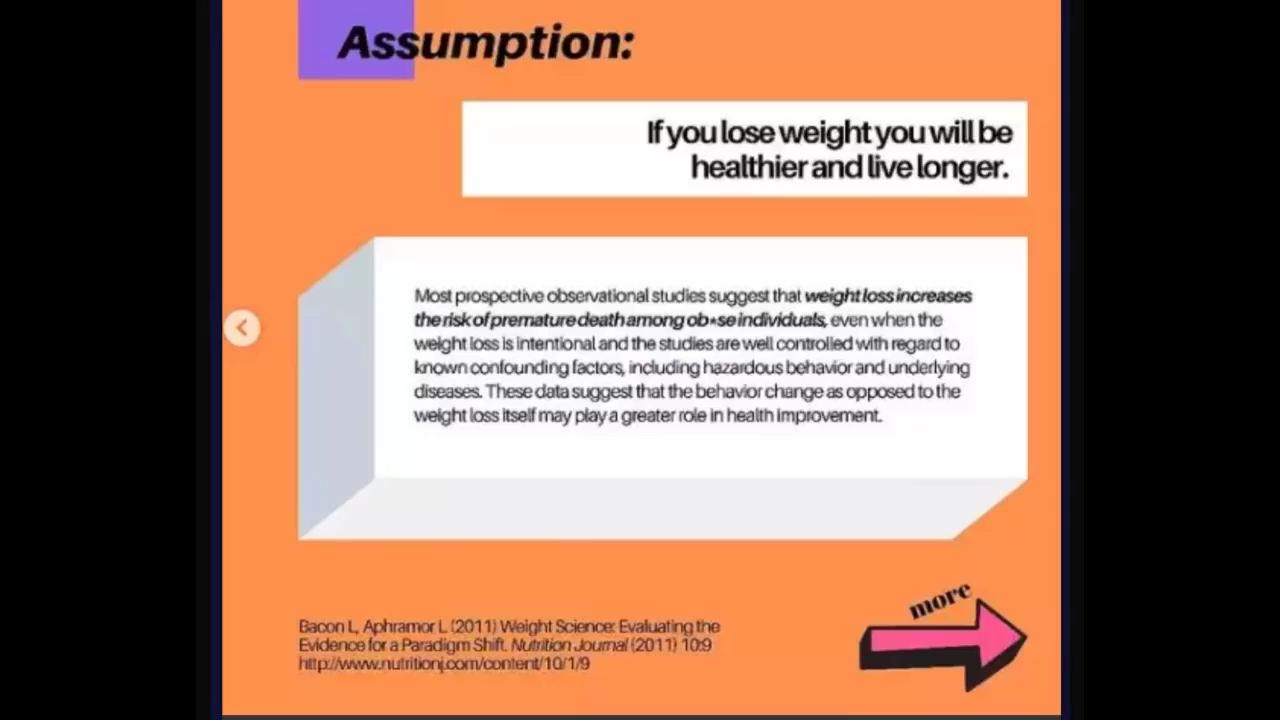 Assumption:
If you lose weight you will be
healthier and live longer.
Most prospective observational studies suggest that weight loss increases
the risk of premature death among ob*se individuals, even when the
weight loss is intentional and the studies are well controlled with regard to
known confounding factors, including hazardous behavior and underlying
diseases. These data suggest that the behavior change as opposed to the
weight loss itself may play a greater role in health improvement.
more
Bacon L, Aphramor L (2011) Weight Science: Evaluating the
Evidence for a Paradigm Shift. Nutrition Journal (2011) 10:9
http://www.nutritionj.com/content/10/1/9